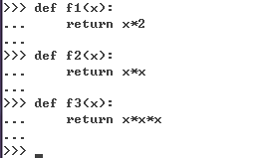 >>> def f1(x):
...     return x*2
...
>>> def f2(x):
...     return x*x
...
>>> def f3(x):
...     return x*x*x
...
>>> _